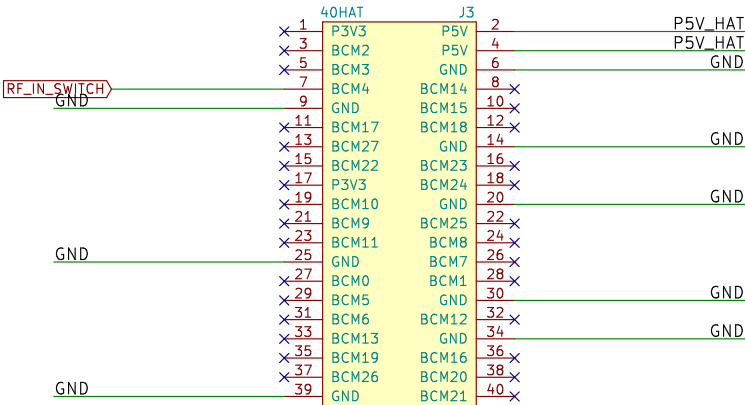 40HAT J3
1 P3V3 P5V 2 P5V_HAT
3 BCM2 P5V 4 P5V_HAT
5 BCM3 GND 6 GND
RF_IN_SWITCH 7 BCM4 BCM14 8
GND 9 GND BCM15 10
11 BCM17 BCM18 12
13 BCM27 GND 14 GND
15 BCM22 BCM23 16
17 P3V3 BCM24 18
19 BCM10 GND 20 GND
21 BCM9 BCM25 22
23 BCM11 BCM8 24
GND 25 GND BCM7 26
27 BCM0 BCM1 28
29 BCM5 GND 30 GND
31 BCM6 BCM12 32
33 BCM13 GND 34 GND
35 BCM19 BCM16 36
37 BCM26 BCM20 38
GND 39 GND BCM21 40